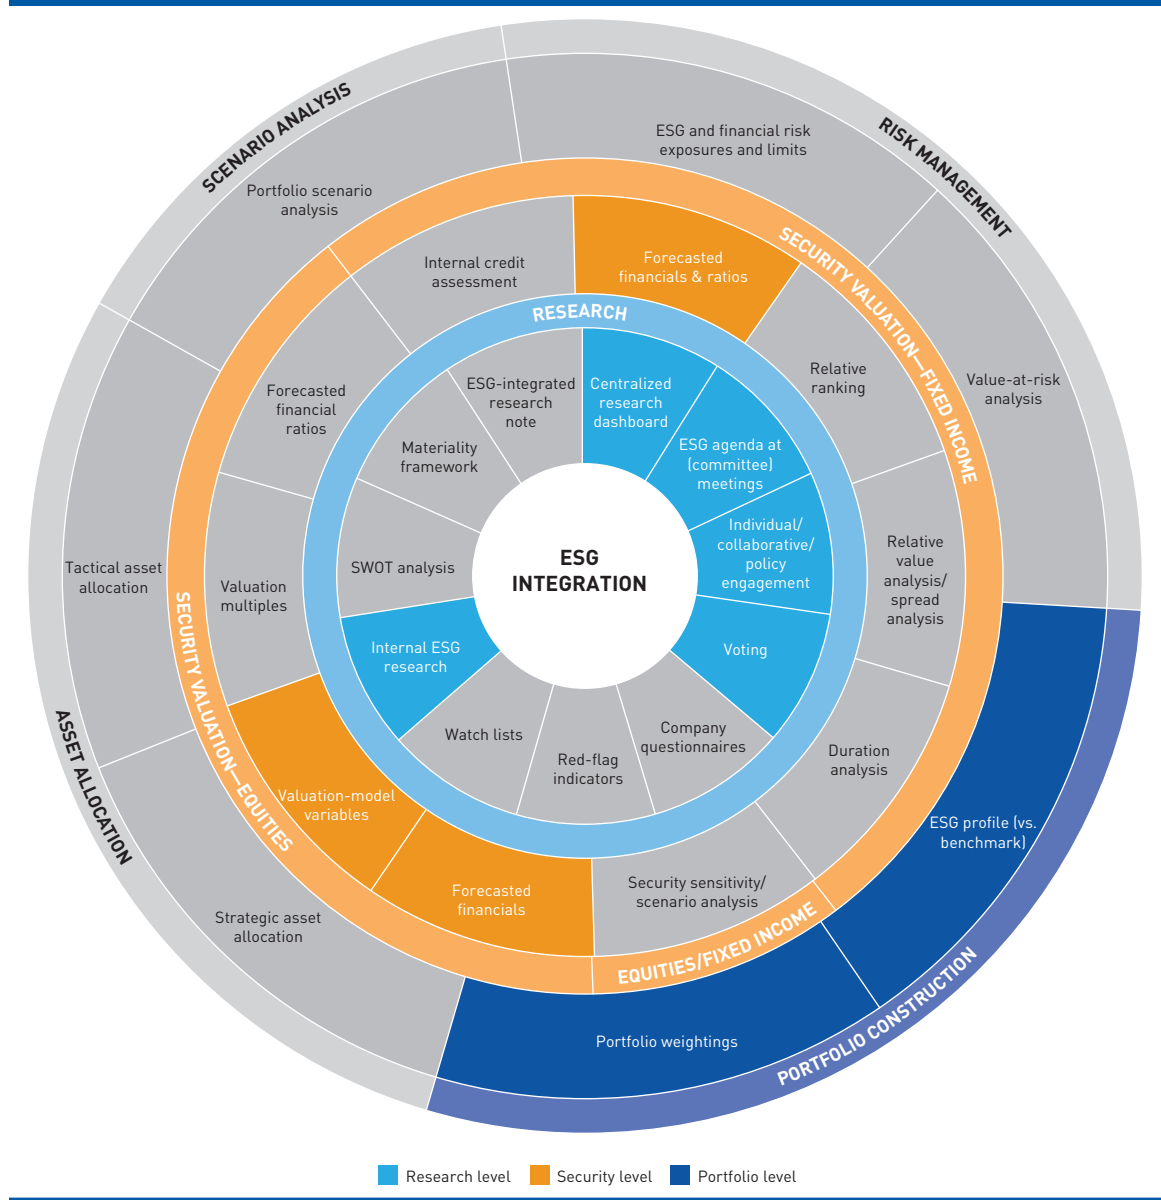 SCENARIO ANALYSIS
RISK MANAGEMENT
ESG and financial risk
exposures and limits
Portfolio scenario
analysis
Value-at-risk
analysis
Tactical asset
allocation
ASSET ALLOCATION
Strategic asset
allocation
ESG profile (vs.
benchmark)
Portfolio weightings
PORTFOLIO CONSTRUCTION
SECURITY VALUATION—FIXED INCOME
Internal credit
assessment
Forecasted
financials & ratios
Relative
ranking
Relative
value
analysis/
spread
analysis
Duration
analysis
EQUITIES/FIXED INCOME
Security sensitivity/
scenario analysis
SECURITY VALUATION—EQUITIES
Forecasted
financial
ratios
Valuation
multiples
Valuation-model
variables
Forecasted
financials
RESEARCH
ESG-integrated
research
note
Centralized
research
dashboard
ESG agenda at
(committee)
meetings
Individual/
collaborative/
policy
engagement
Voting
Company
questionnaires
Red-flag
indicators
Watch lists
Internal ESG
research
SWOT analysis
Materiality
framework
ESG
INTEGRATION
Research level
Security level
Portfolio level